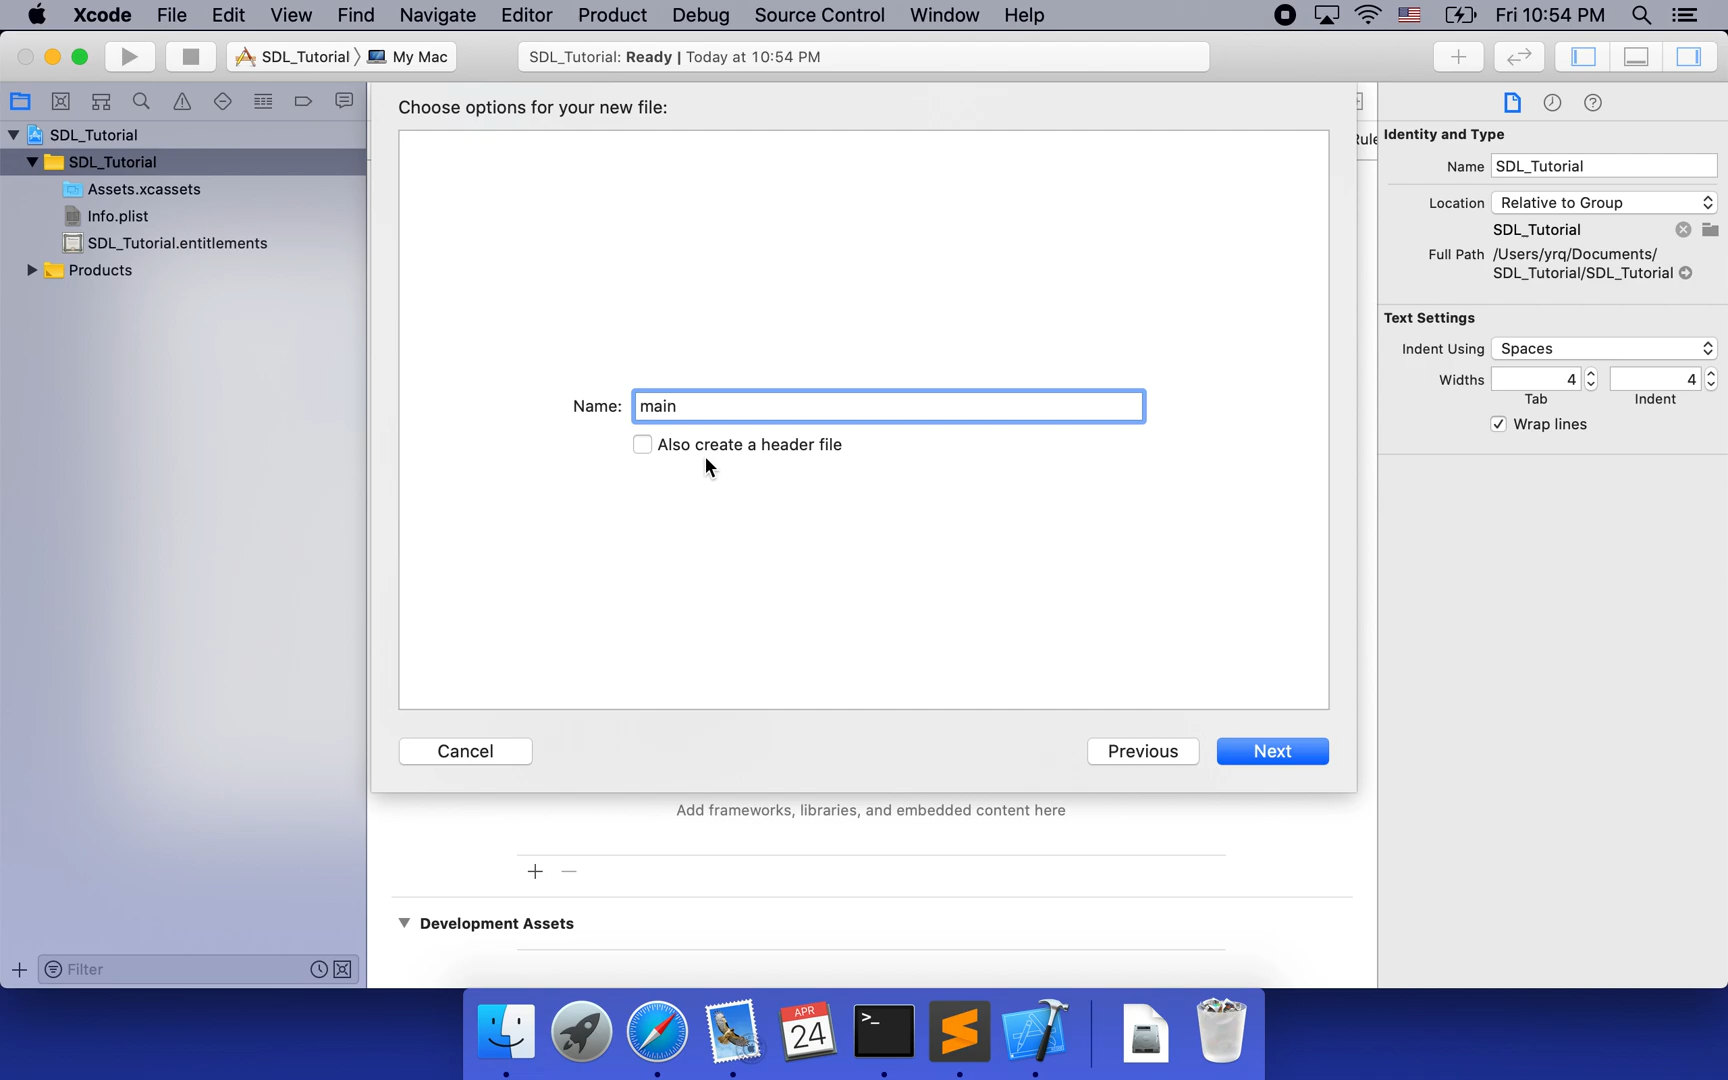 Xcode File Edit View Find Navigate Editor Product Debug Source Control Window Help Fri 10:54 PM
SDL_Tutorial My Mac SDL_Tutorial: Ready | Today at 10:54 PM
Choose options for your new file:
SDL_Tutorial
SDL_Tutorial
Assets.xcassets
Info.plist
SDL_Tutorial.entitlements
Products
Name: main
Also create a header file
Cancel Previous Next
Add frameworks, libraries, and embedded content here
Development Assets
Filter
Identity and Type
Name SDL_Tutorial
Location Relative to Group
SDL_Tutorial
Full Path /Users/yrq/Documents/
SDL_Tutorial/SDL_Tutorial
Text Settings
Indent Using Spaces
Widths 4 4
Tab Indent
Wrap lines
APR
24